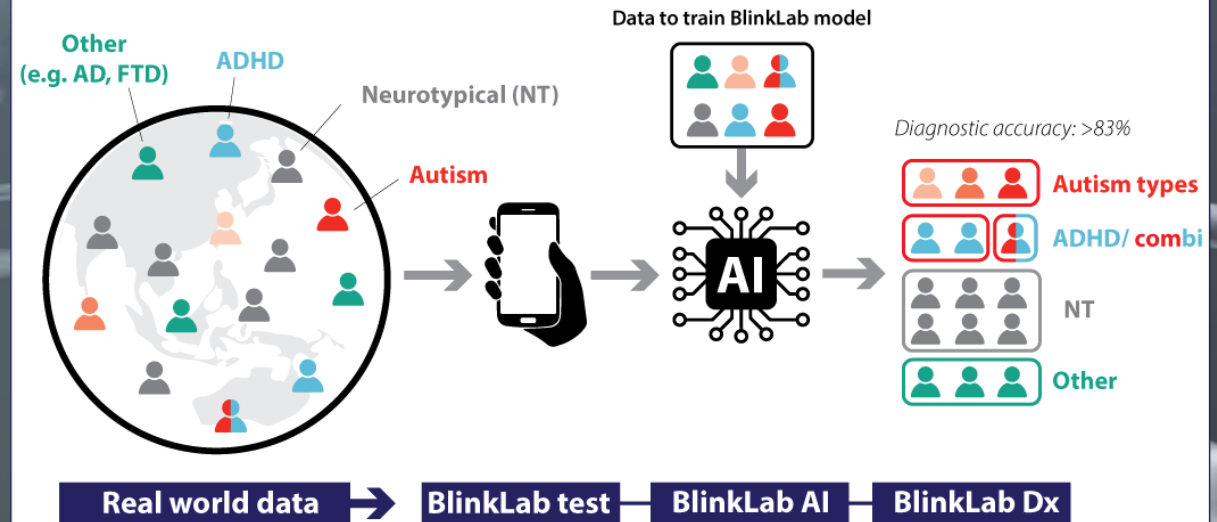 Data to train BlinkLab model
Other
(e.g. AD, FTD)
ADHD
Neurotypical (NT)
Autism
AI
Diagnostic accuracy: >83%
Autism types
ADHD/ combi
NT
Other
Real world data
BlinkLab test
BlinkLab AI
BlinkLab Dx